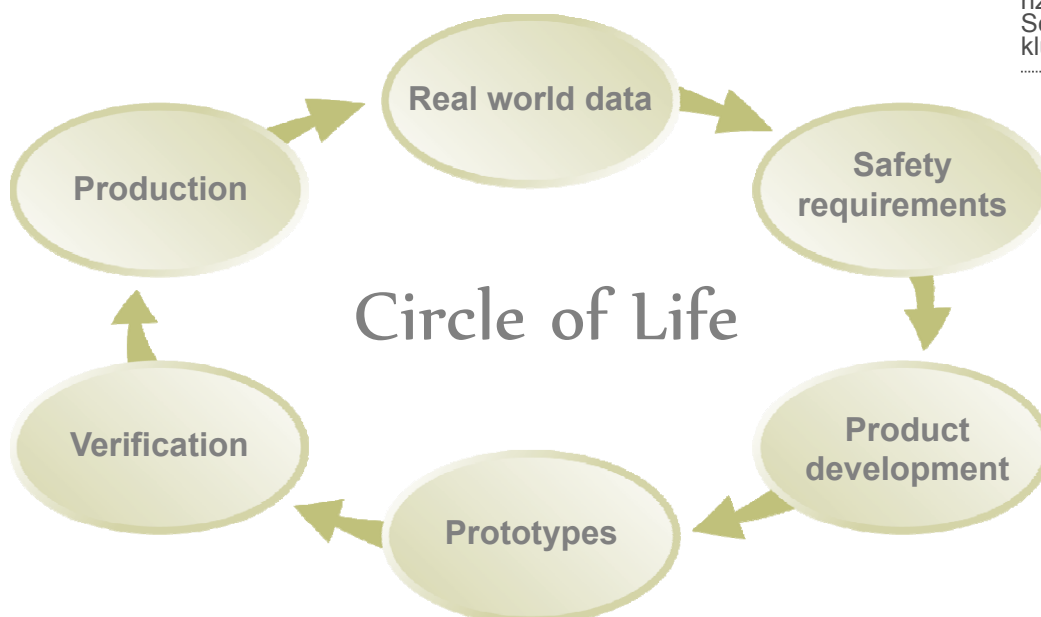 Real world data
Safety
requirements
Product
development
Prototypes
Verification
Production
Circle of Life